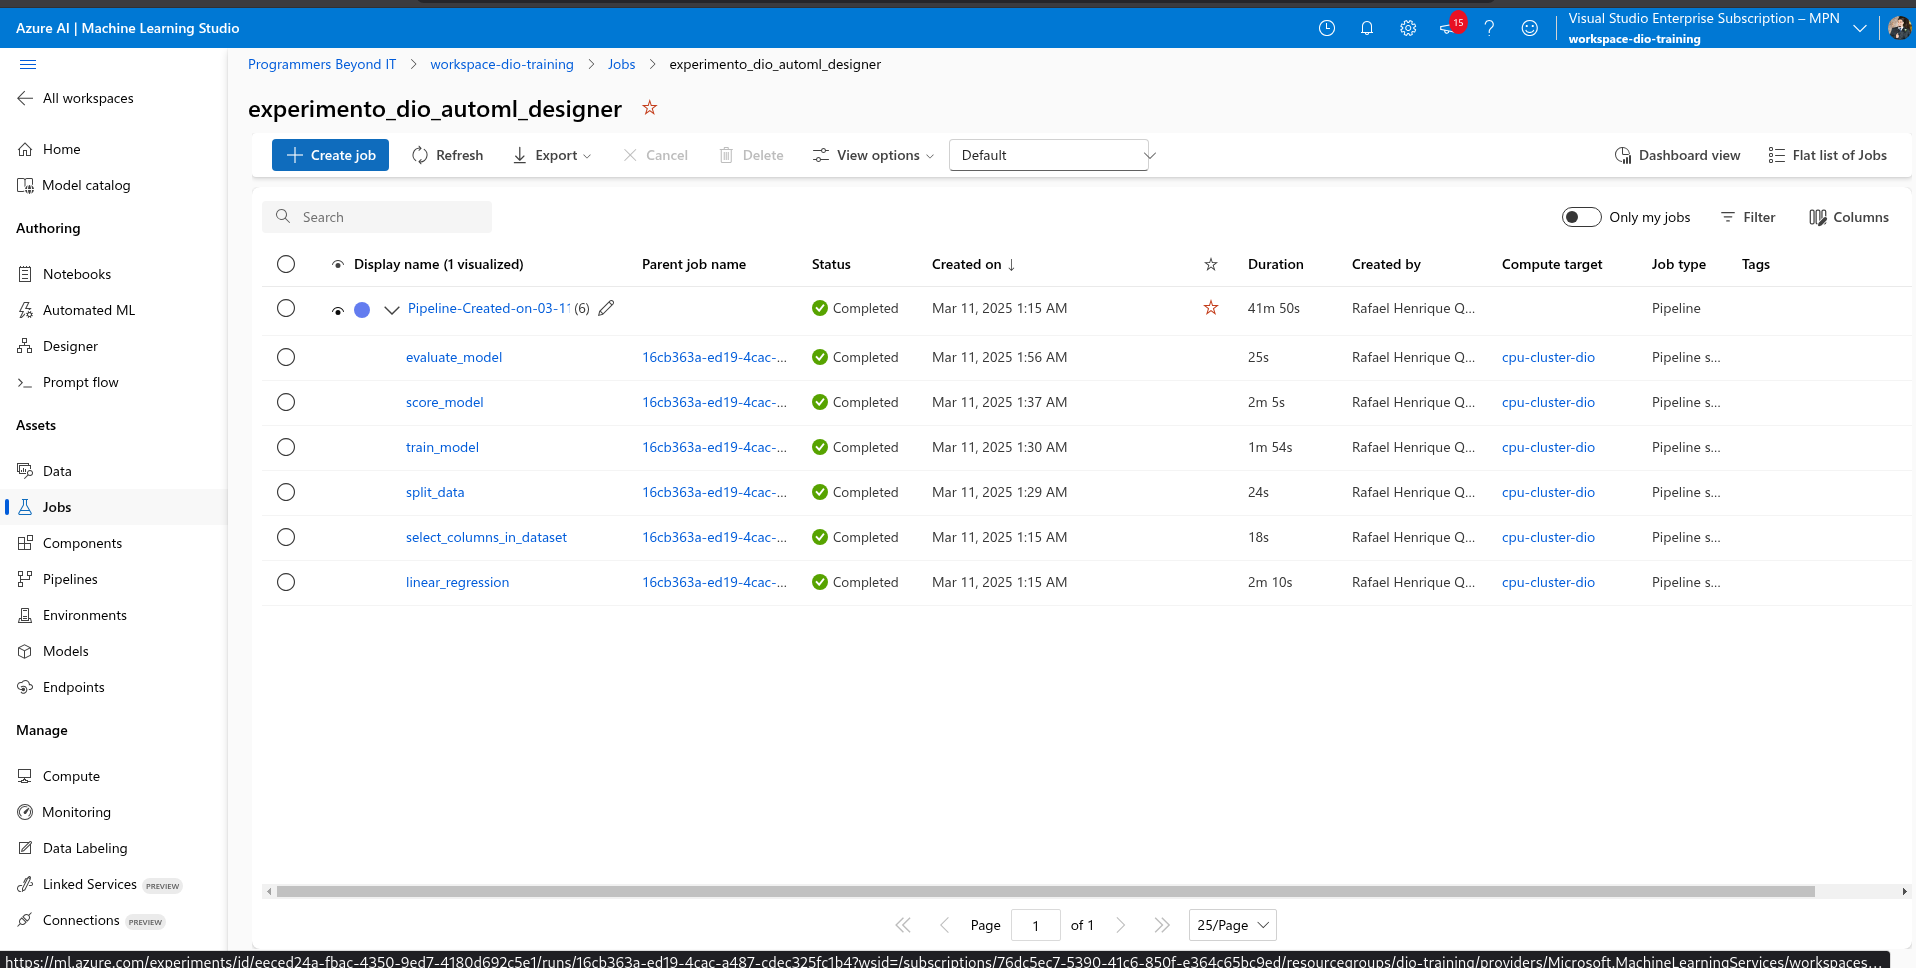 Azure AI | Machine Learning Studio
15
Visual Studio Enterprise Subscription – MPN
workspace-dio-training
All workspaces
Home
Model catalog
Authoring
Notebooks
Automated ML
Designer
Prompt flow
Assets
Data
Jobs
Components
Pipelines
Environments
Models
Endpoints
Manage
Compute
Monitoring
Data Labeling
Linked Services PREVIEW
Connections PREVIEW
Programmers Beyond IT > workspace-dio-training > Jobs > experimento_dio_automl_designer
experimento_dio_automl_designer
Create job Refresh Export Cancel Delete View options Default Dashboard view Flat list of Jobs
Search Only my jobs Filter Columns
Display name (1 visualized) Parent job name Status Created on ↓ Duration Created by Compute target Job type Tags
Pipeline-Created-on-03-11 (6) Completed Mar 11, 2025 1:15 AM 41m 50s Rafael Henrique Q... Pipeline
evaluate_model 16cb363a-ed19-4cac-... Completed Mar 11, 2025 1:56 AM 25s Rafael Henrique Q... cpu-cluster-dio Pipeline s...
score_model 16cb363a-ed19-4cac-... Completed Mar 11, 2025 1:37 AM 2m 5s Rafael Henrique Q... cpu-cluster-dio Pipeline s...
train_model 16cb363a-ed19-4cac-... Completed Mar 11, 2025 1:30 AM 1m 54s Rafael Henrique Q... cpu-cluster-dio Pipeline s...
split_data 16cb363a-ed19-4cac-... Completed Mar 11, 2025 1:29 AM 24s Rafael Henrique Q... cpu-cluster-dio Pipeline s...
select_columns_in_dataset 16cb363a-ed19-4cac-... Completed Mar 11, 2025 1:15 AM 18s Rafael Henrique Q... cpu-cluster-dio Pipeline s...
linear_regression 16cb363a-ed19-4cac-... Completed Mar 11, 2025 1:15 AM 2m 10s Rafael Henrique Q... cpu-cluster-dio Pipeline s...
Page 1 of 1 25/Page
https://ml.azure.com/experiments/id/eeced24a-fbac-4350-9ed7-4180d692c5e1/runs/16cb363a-ed19-4cac-a487-cdec325fc1b4?wsid=/subscriptions/76dc5ec7-5390-41c6-850f-e364c65bc9ed/resourcegroups/dio-training/providers/Microsoft.MachineLearningServices/workspaces...